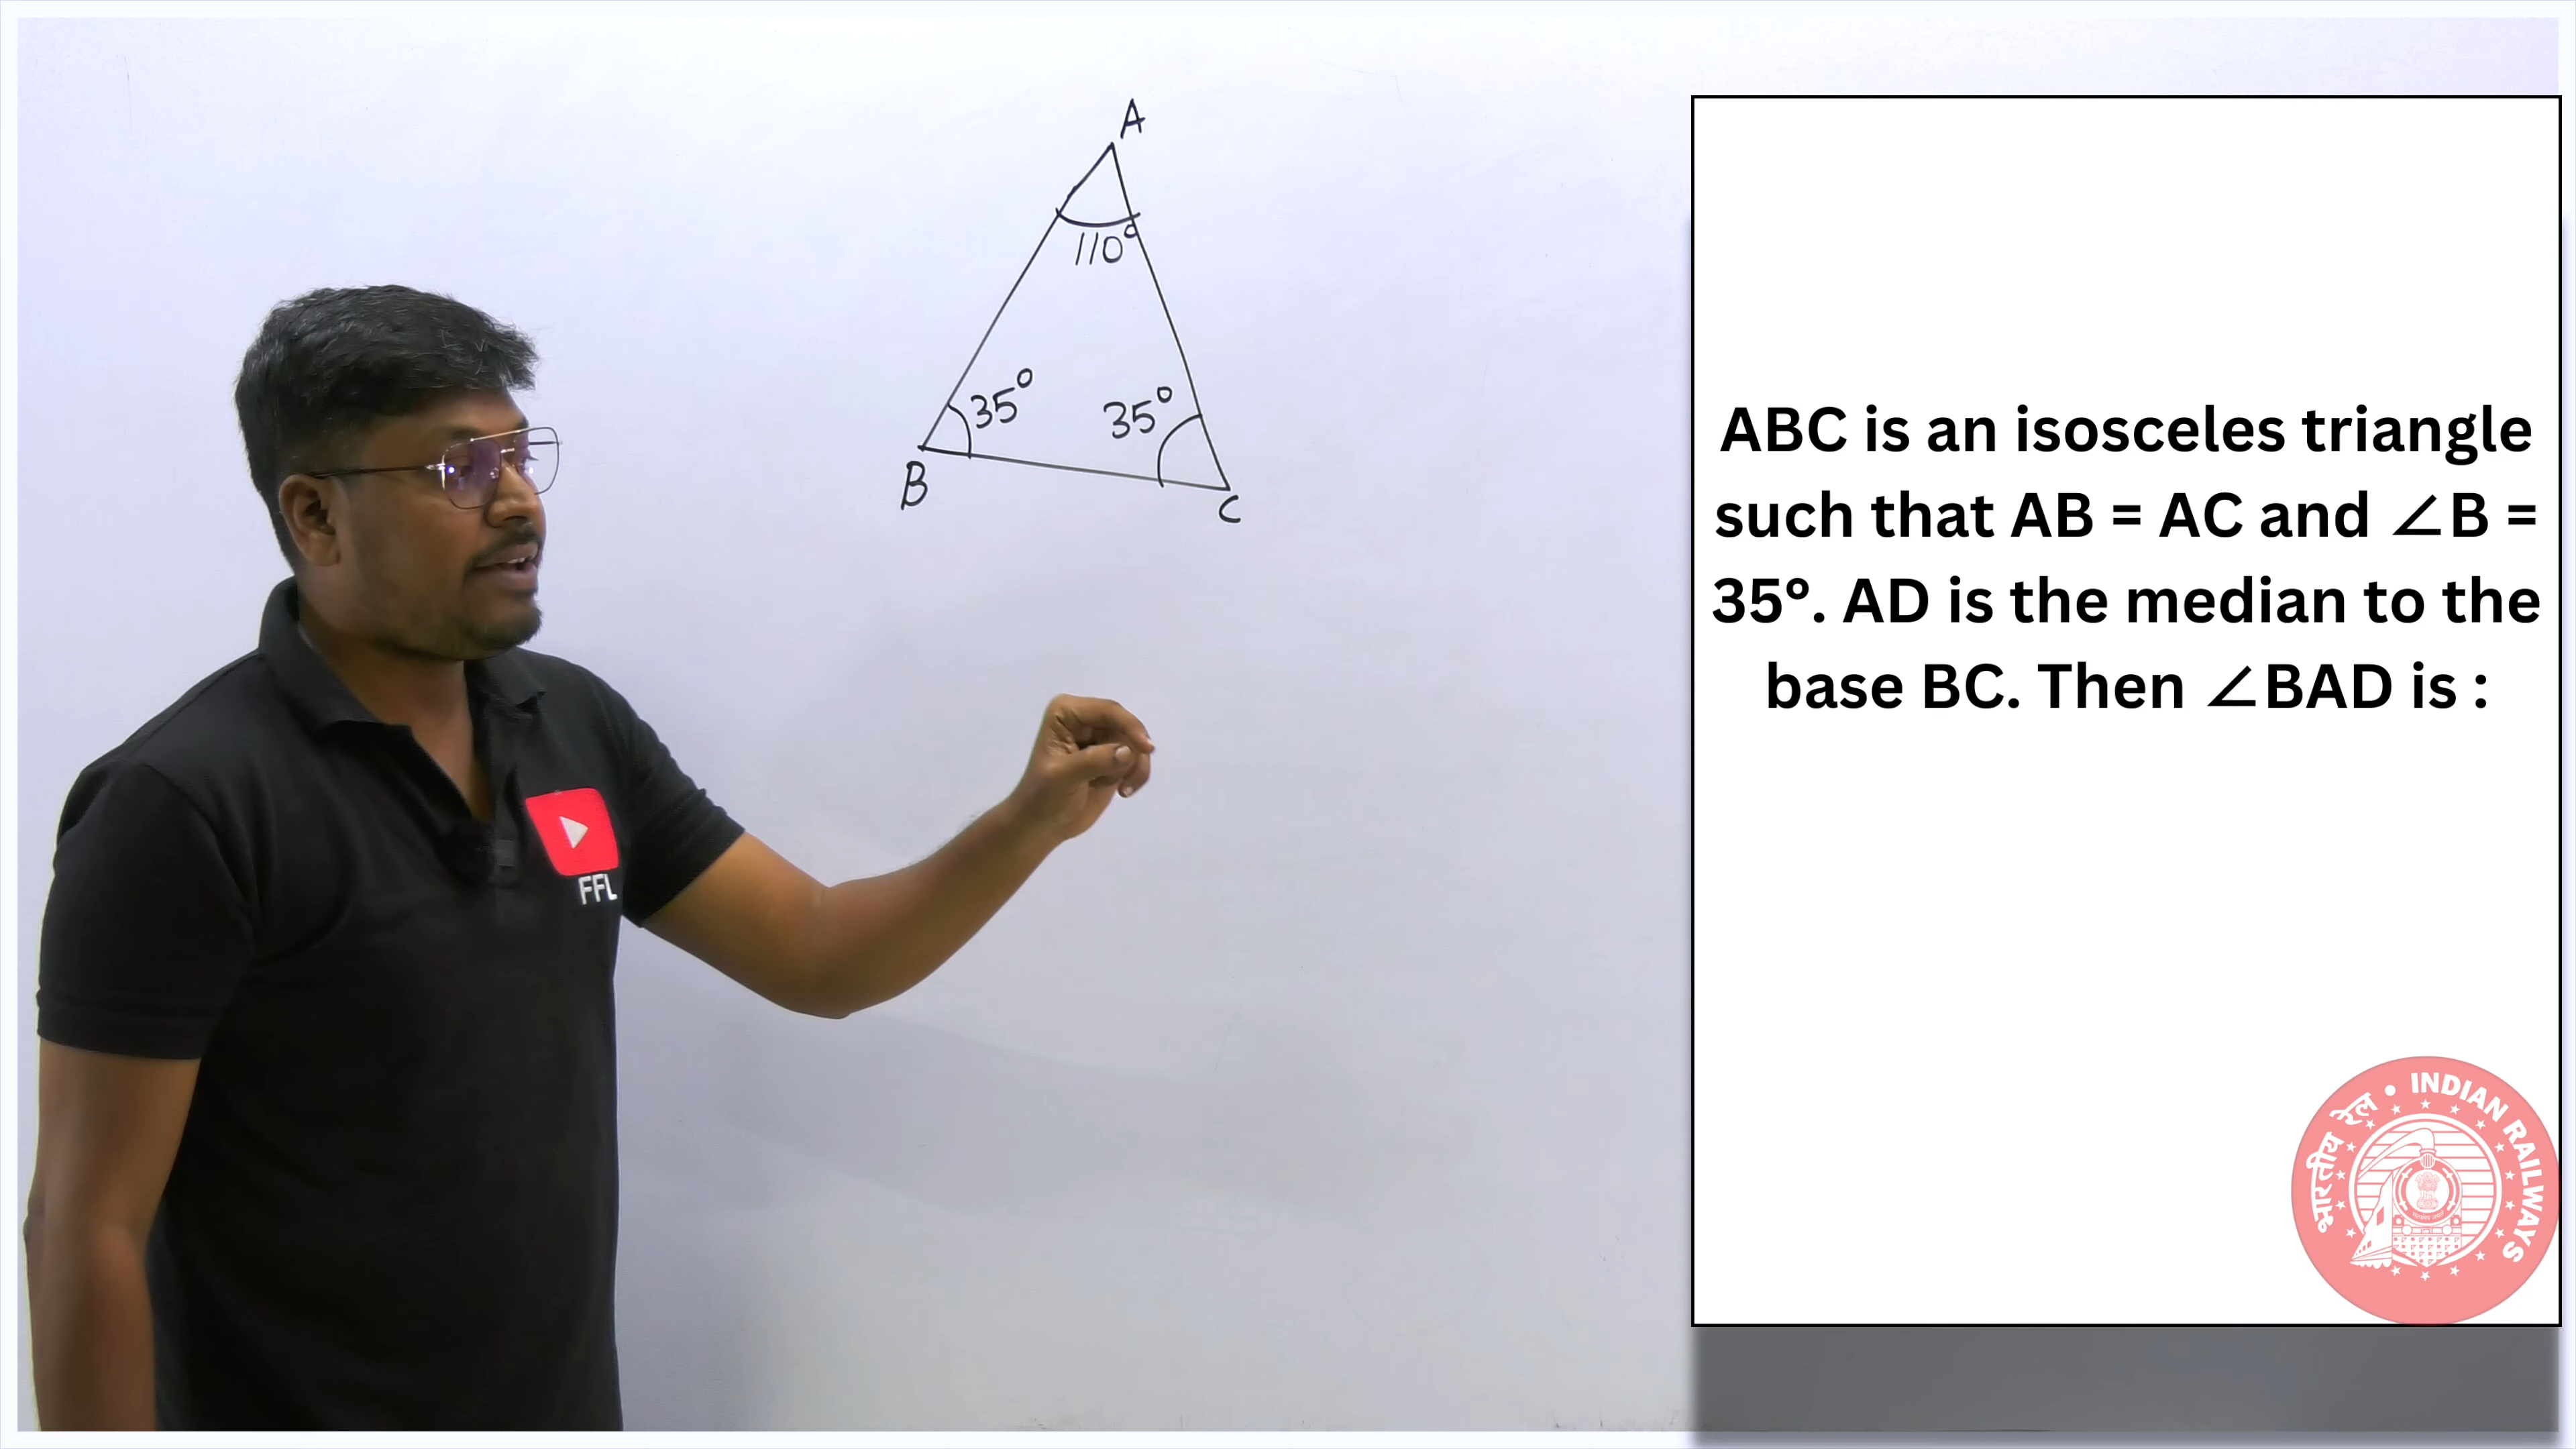 A
110°
35° 35°
B
C
FFL
ABC is an isosceles triangle
such that AB = AC and ∠B =
35°. AD is the median to the
base BC. Then ∠BAD is :
भारतीय रेल • INDIAN RAILWAYS